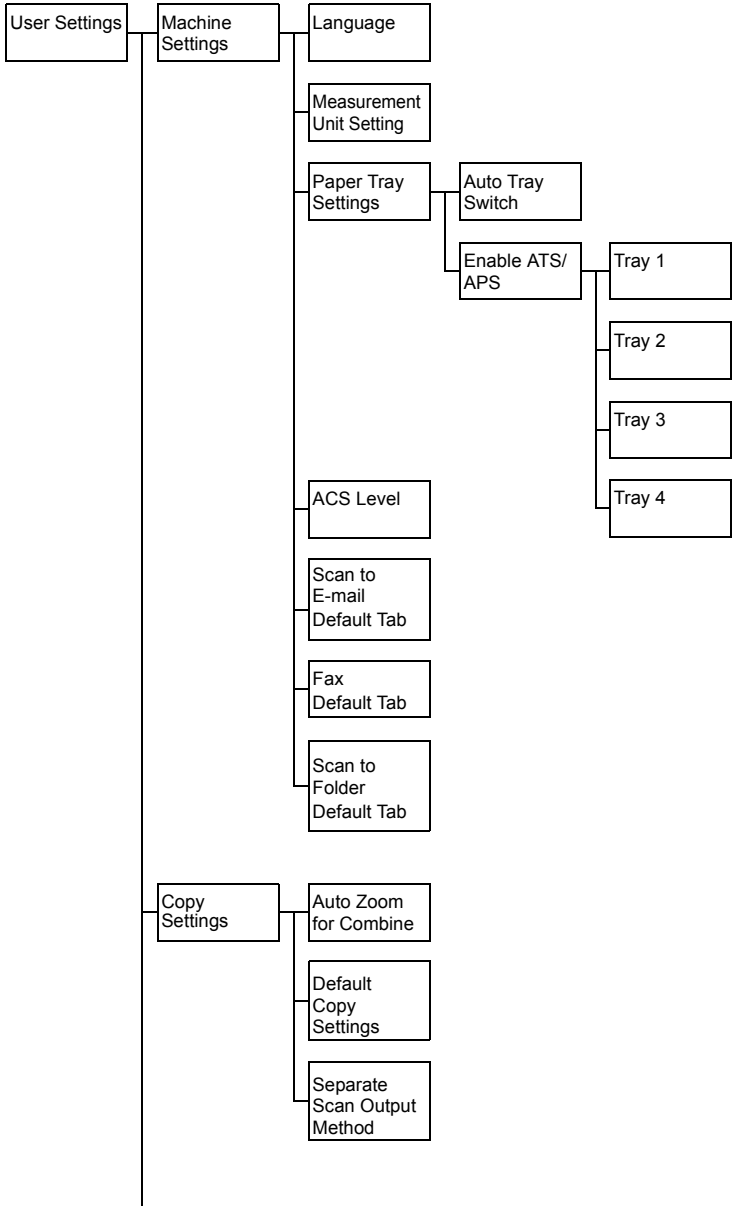 User Settings
Machine
Settings
Language
Measurement
Unit Setting
Paper Tray
Settings
Auto Tray
Switch
Enable ATS/
APS
Tray 1
Tray 2
Tray 3
Tray 4
ACS Level
Scan to
E-mail
Default Tab
Fax
Default Tab
Scan to
Folder
Default Tab
Copy
Settings
Auto Zoom
for Combine
Default
Copy
Settings
Separate
Scan Output
Method